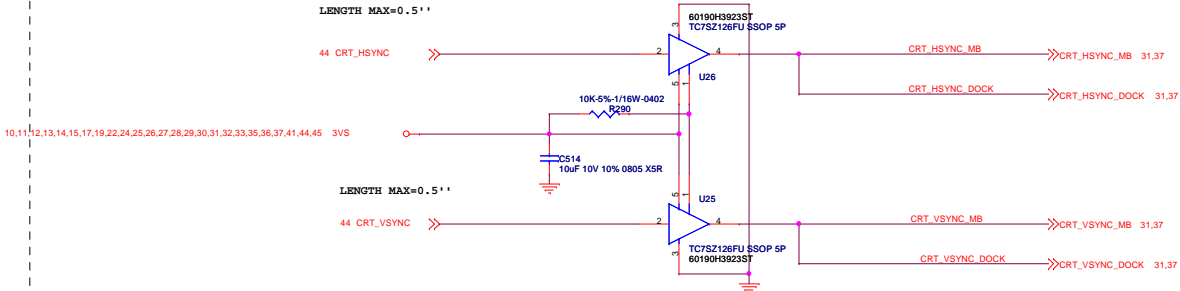 LENGTH MAX=0.5''
3
60190H3923ST
TC7SZ126FU SSOP 5P
44 CRT_HSYNC
2
4
CRT_HSYNC_MB
CRT_HSYNC_MB 31,37
U26
5
1
CRT_HSYNC_DOCK
CRT_HSYNC_DOCK 31,37
10K-5%-1/16W-0402
R290
10,11,12,13,14,15,17,19,22,24,25,26,27,28,29,30,31,32,33,35,36,37,41,44,45 3VS
C514
10uF 10V 10% 0805 X5R
LENGTH MAX=0.5''
5
1
U25
44 CRT_VSYNC
2
4
CRT_VSYNC_MB
CRT_VSYNC_MB 31,37
3
TC7SZ126FU SSOP 5P
60190H3923ST
CRT_VSYNC_DOCK
CRT_VSYNC_DOCK 31,37